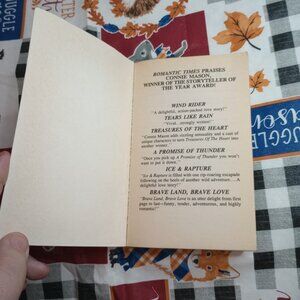 ROMANTIC TIMES PRAISES
CONNIE MASON,
WINNER OF THE STORYTELLER OF
THE YEAR AWARD!
WIND RIDER
"A delightful, action-packed love story!"
TEARS LIKE RAIN
"Vivid, strongly written!"
TREASURES OF THE HEART
"Connie Mason adds sizzling sensuality and a cast of
unique characters to turn Treasures Of The Heart into
another winner."
A PROMISE OF THUNDER
"Once you pick up A Promise of Thunder you won't
want to put it down."
ICE & RAPTURE
"Ice & Rapture is filled with one rip-roaring escapade
following on the heels of another wild adventure....A
delightful love story!"
BRAVE LAND, BRAVE LOVE
"Brave Land, Brave Love is an utter delight from first
page to last—funny, tender, adventurous, and highly
romantic!"
SNUGGLE
SNUGGLE
season